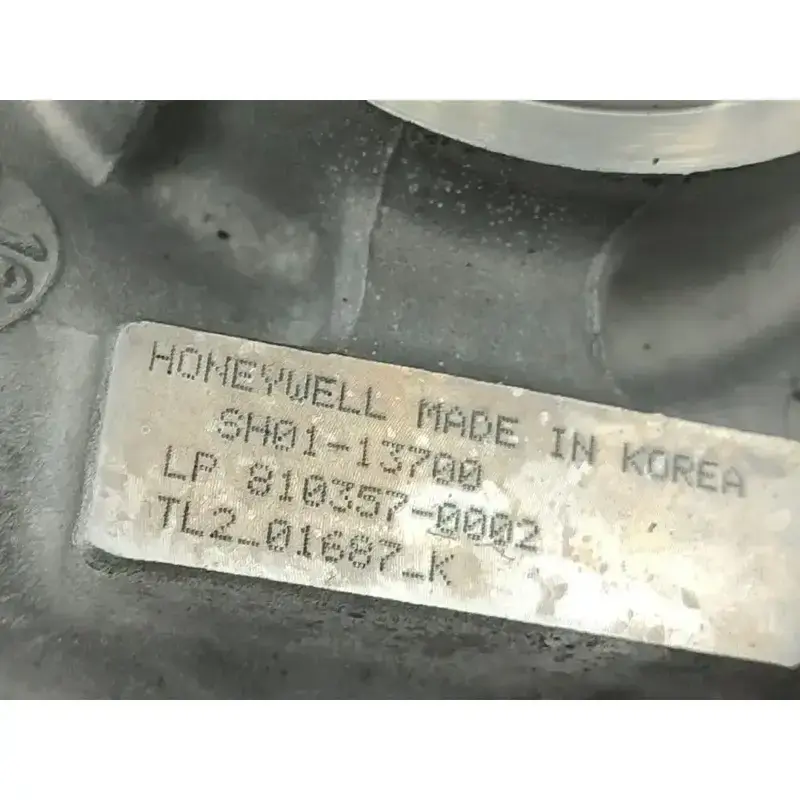 HONEYWELL MADE IN KOREA
SH01-13700
LP 810357-0002
TL2_01687_K